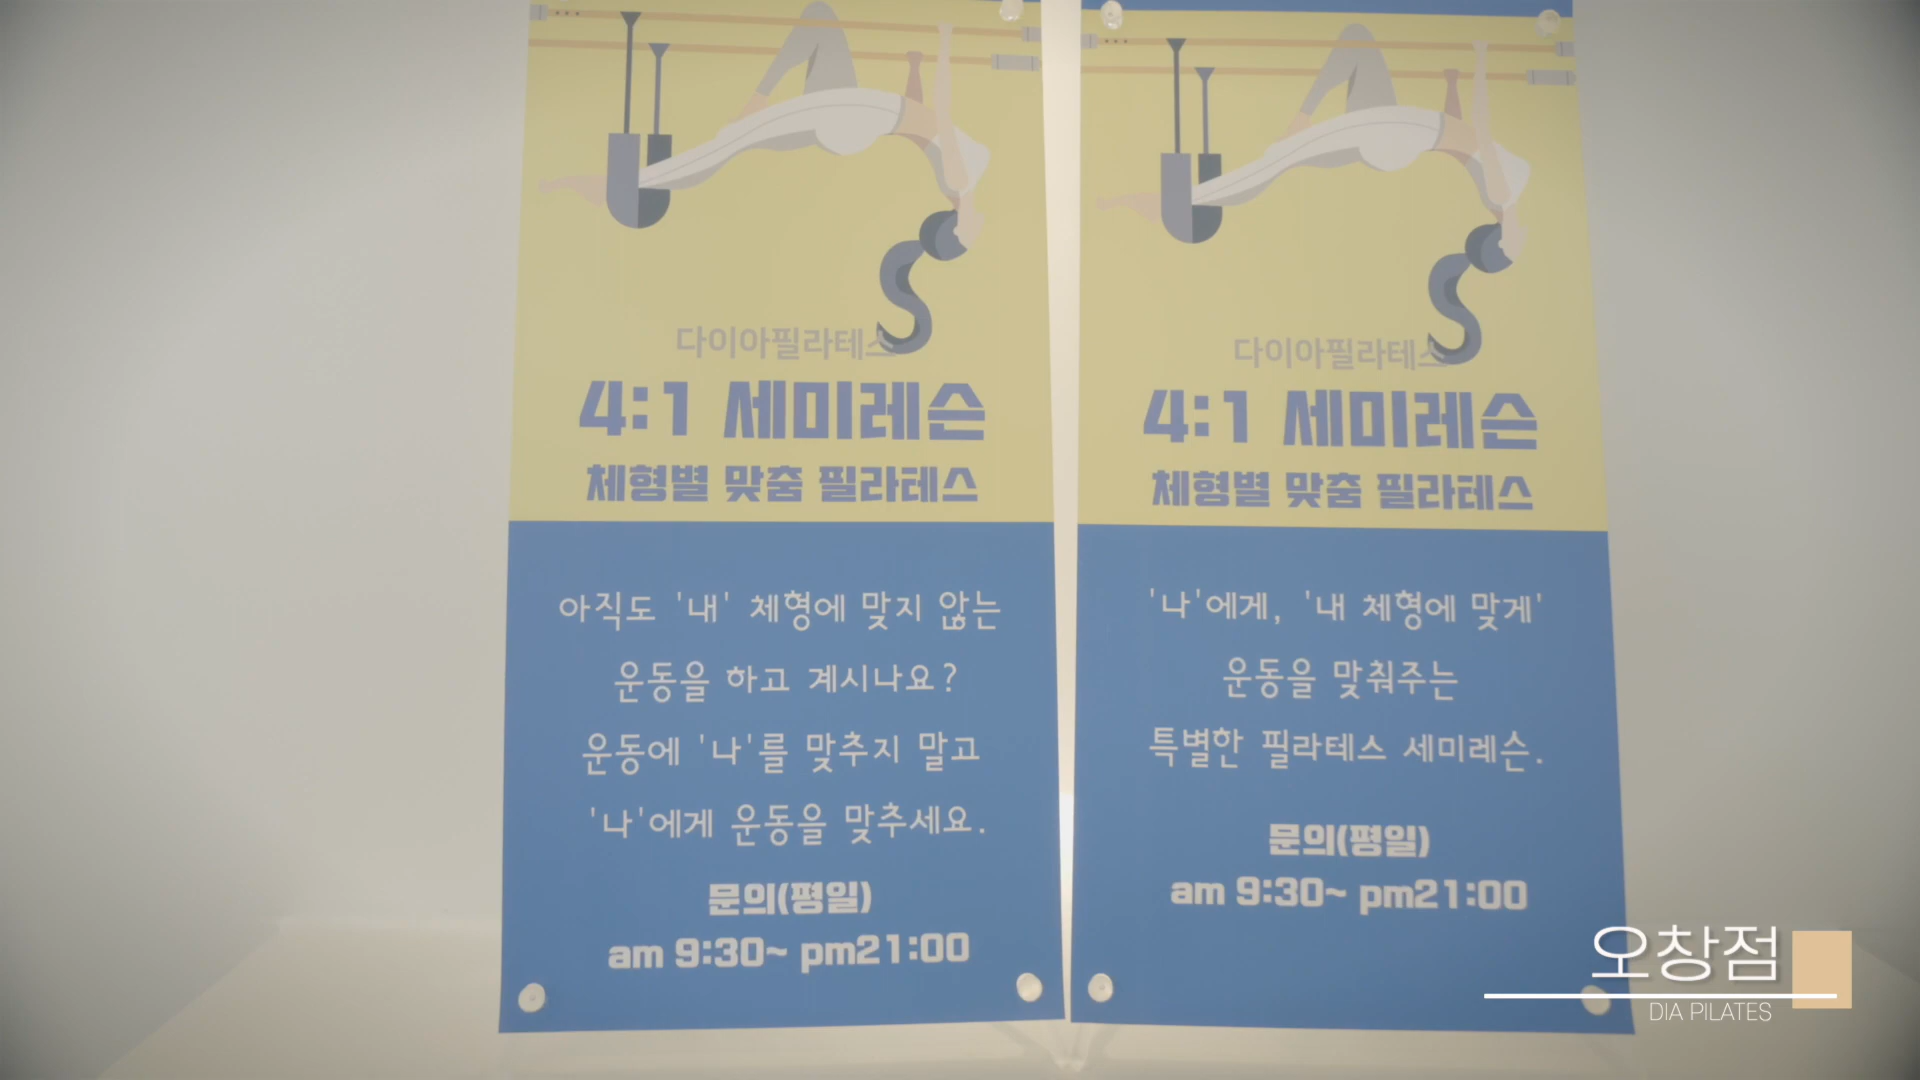 다이아필라테스
4:1 세미레슨
체형별 맞춤 필라테스
아직도 '내' 체형에 맞지 않는
운동을 하고 계시나요?
운동에 '나'를 맞추지 말고
'나'에게 운동을 맞추세요.
문의(평일)
am 9:30~ pm21:00
다이아필라테스
4:1 세미레슨
체형별 맞춤 필라테스
'나'에게, '내 체형에 맞게'
운동을 맞춰주는
특별한 필라테스 세미레슨.
문의(평일)
am 9:30~ pm21:00
오창점
DIA PILATES